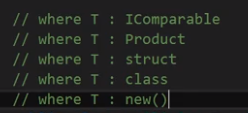 // where T : IComparable
// where T : Product
// where T : struct
// where T : class
// where T : new()